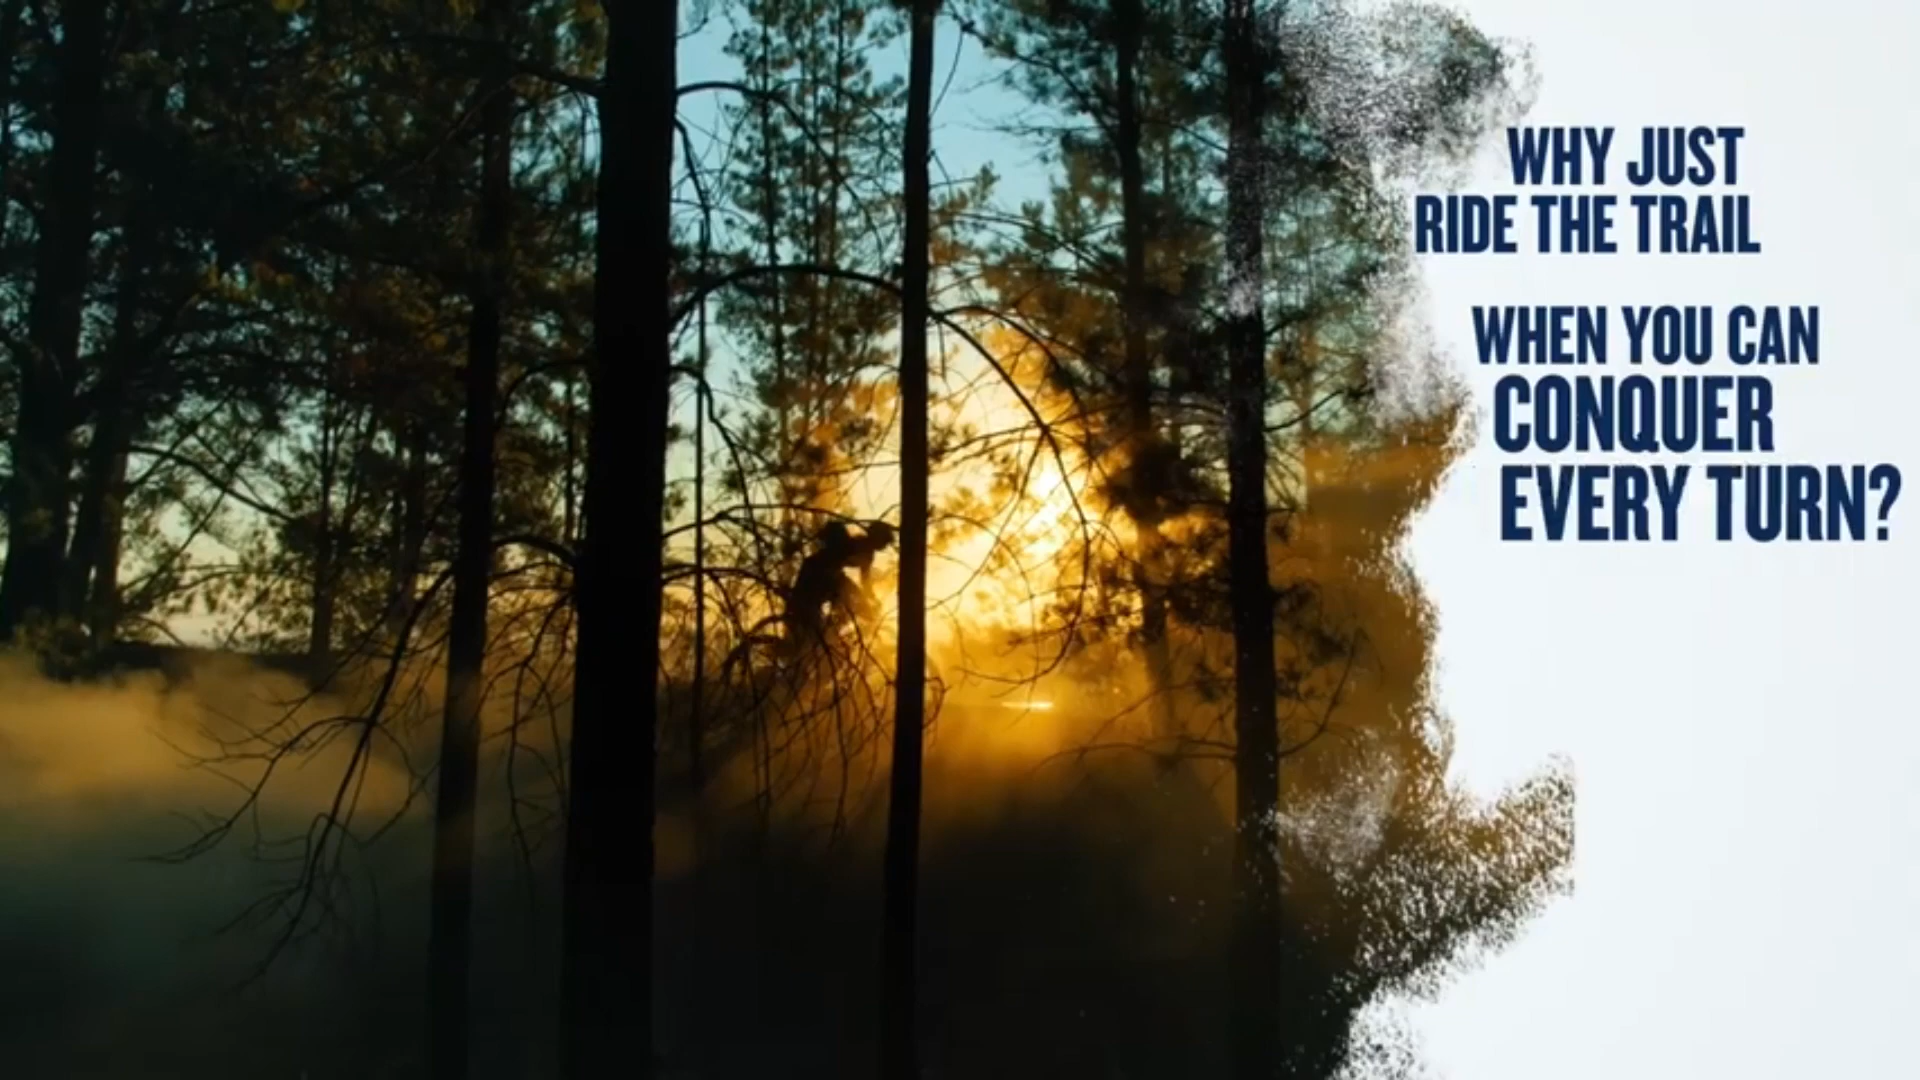 WHY JUST
RIDE THE TRAIL
WHEN YOU CAN
CONQUER
EVERY TURN?